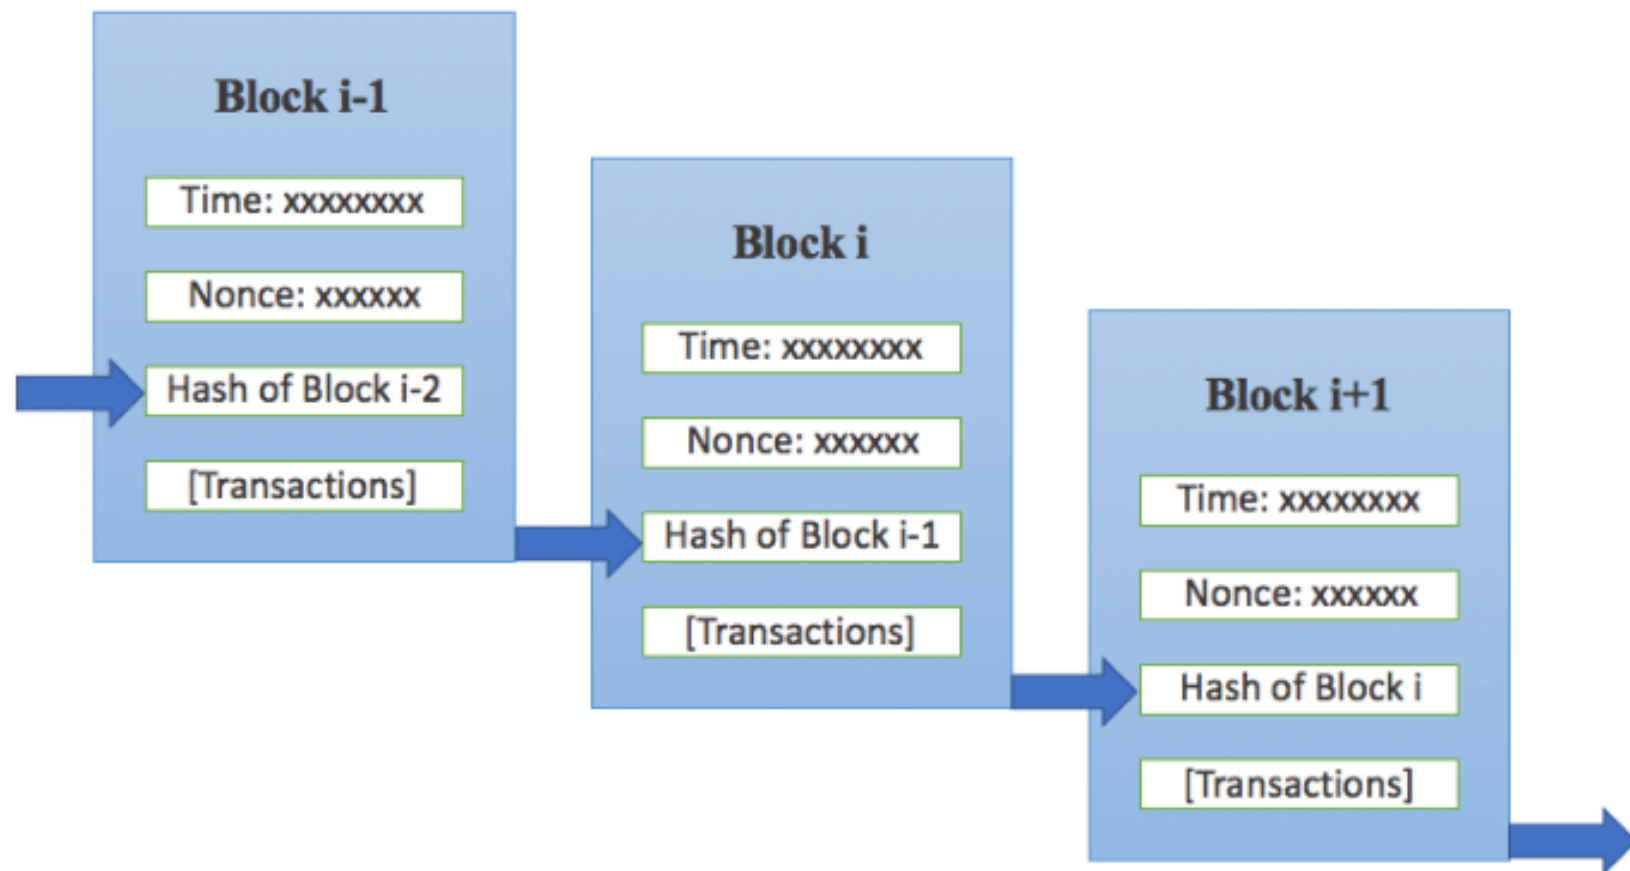 Block i-1
Time: xxxxxxxx
Nonce: xxxxxx
Hash of Block i-2
[Transactions]
Block i
Time: xxxxxxxx
Nonce: xxxxxx
Hash of Block i-1
[Transactions]
Block i+1
Time: xxxxxxxx
Nonce: xxxxxx
Hash of Block i
[Transactions]